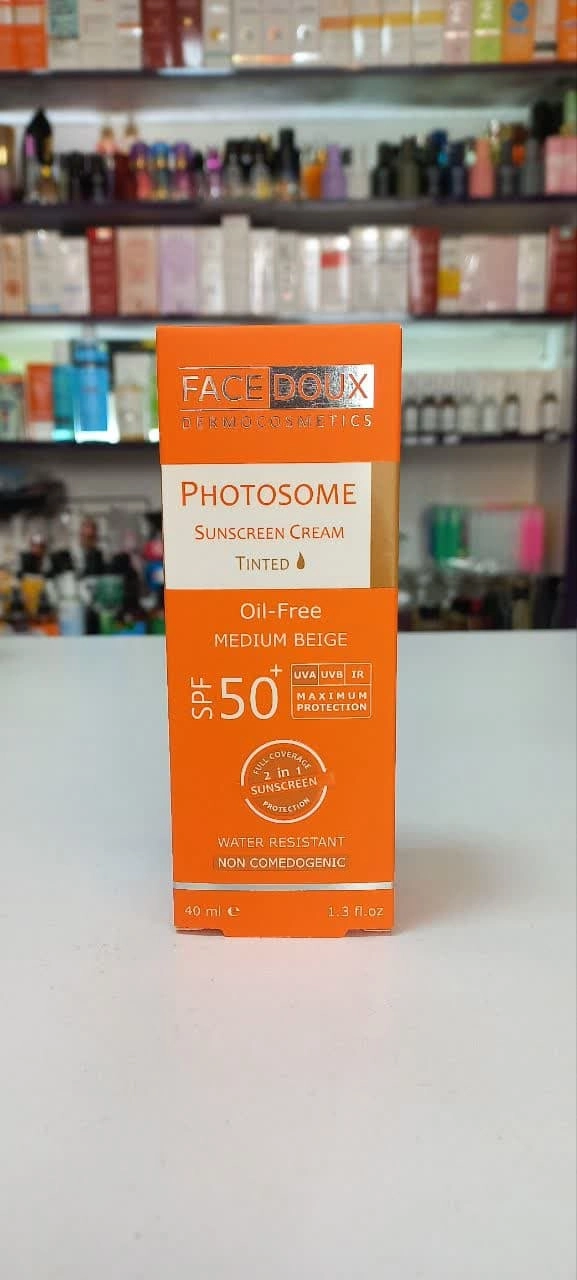 FACE DOUX
DERMOCOSMETICS
PHOTOSOME
SUNSCREEN CREAM
TINTED
Oil-Free
MEDIUM BEIGE
SPF 50+
UVA UVB IR
MAXIMUM
PROTECTION
FULL COVERAGE
2 in 1
SUNSCREEN
PROTECTION
WATER RESISTANT
NON COMEDOGENIC
40 ml e 1.3 fl.oz